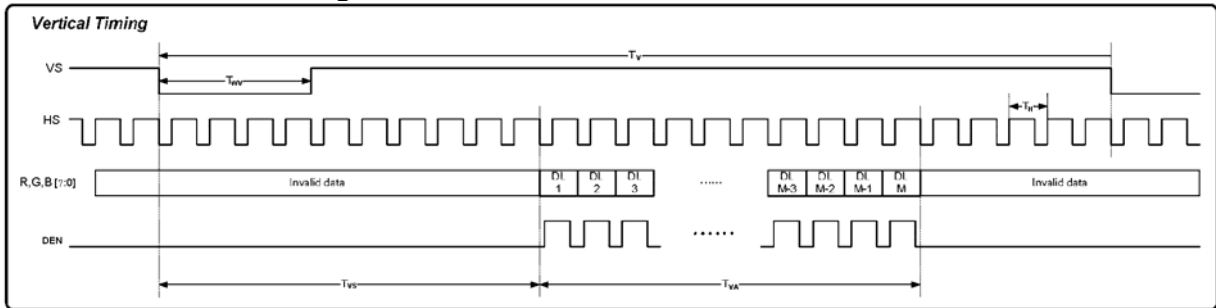 Vertical Timing
Tv
VS
TWV
HS
TH
R,G,B [7:0]
Invalid data
DL 1
DL 2
DL 3
......
DL M-3
DL M-2
DL M-1
DL M
Invalid data
DEN
......
TVS
TVA